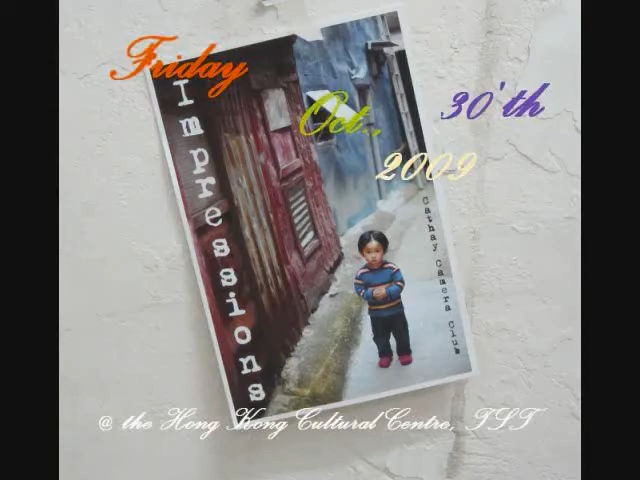 Friday
Oct.,
30'th
2009
Impressions
Cathay Camera Club
@ the Hong Kong Cultural Centre, TST